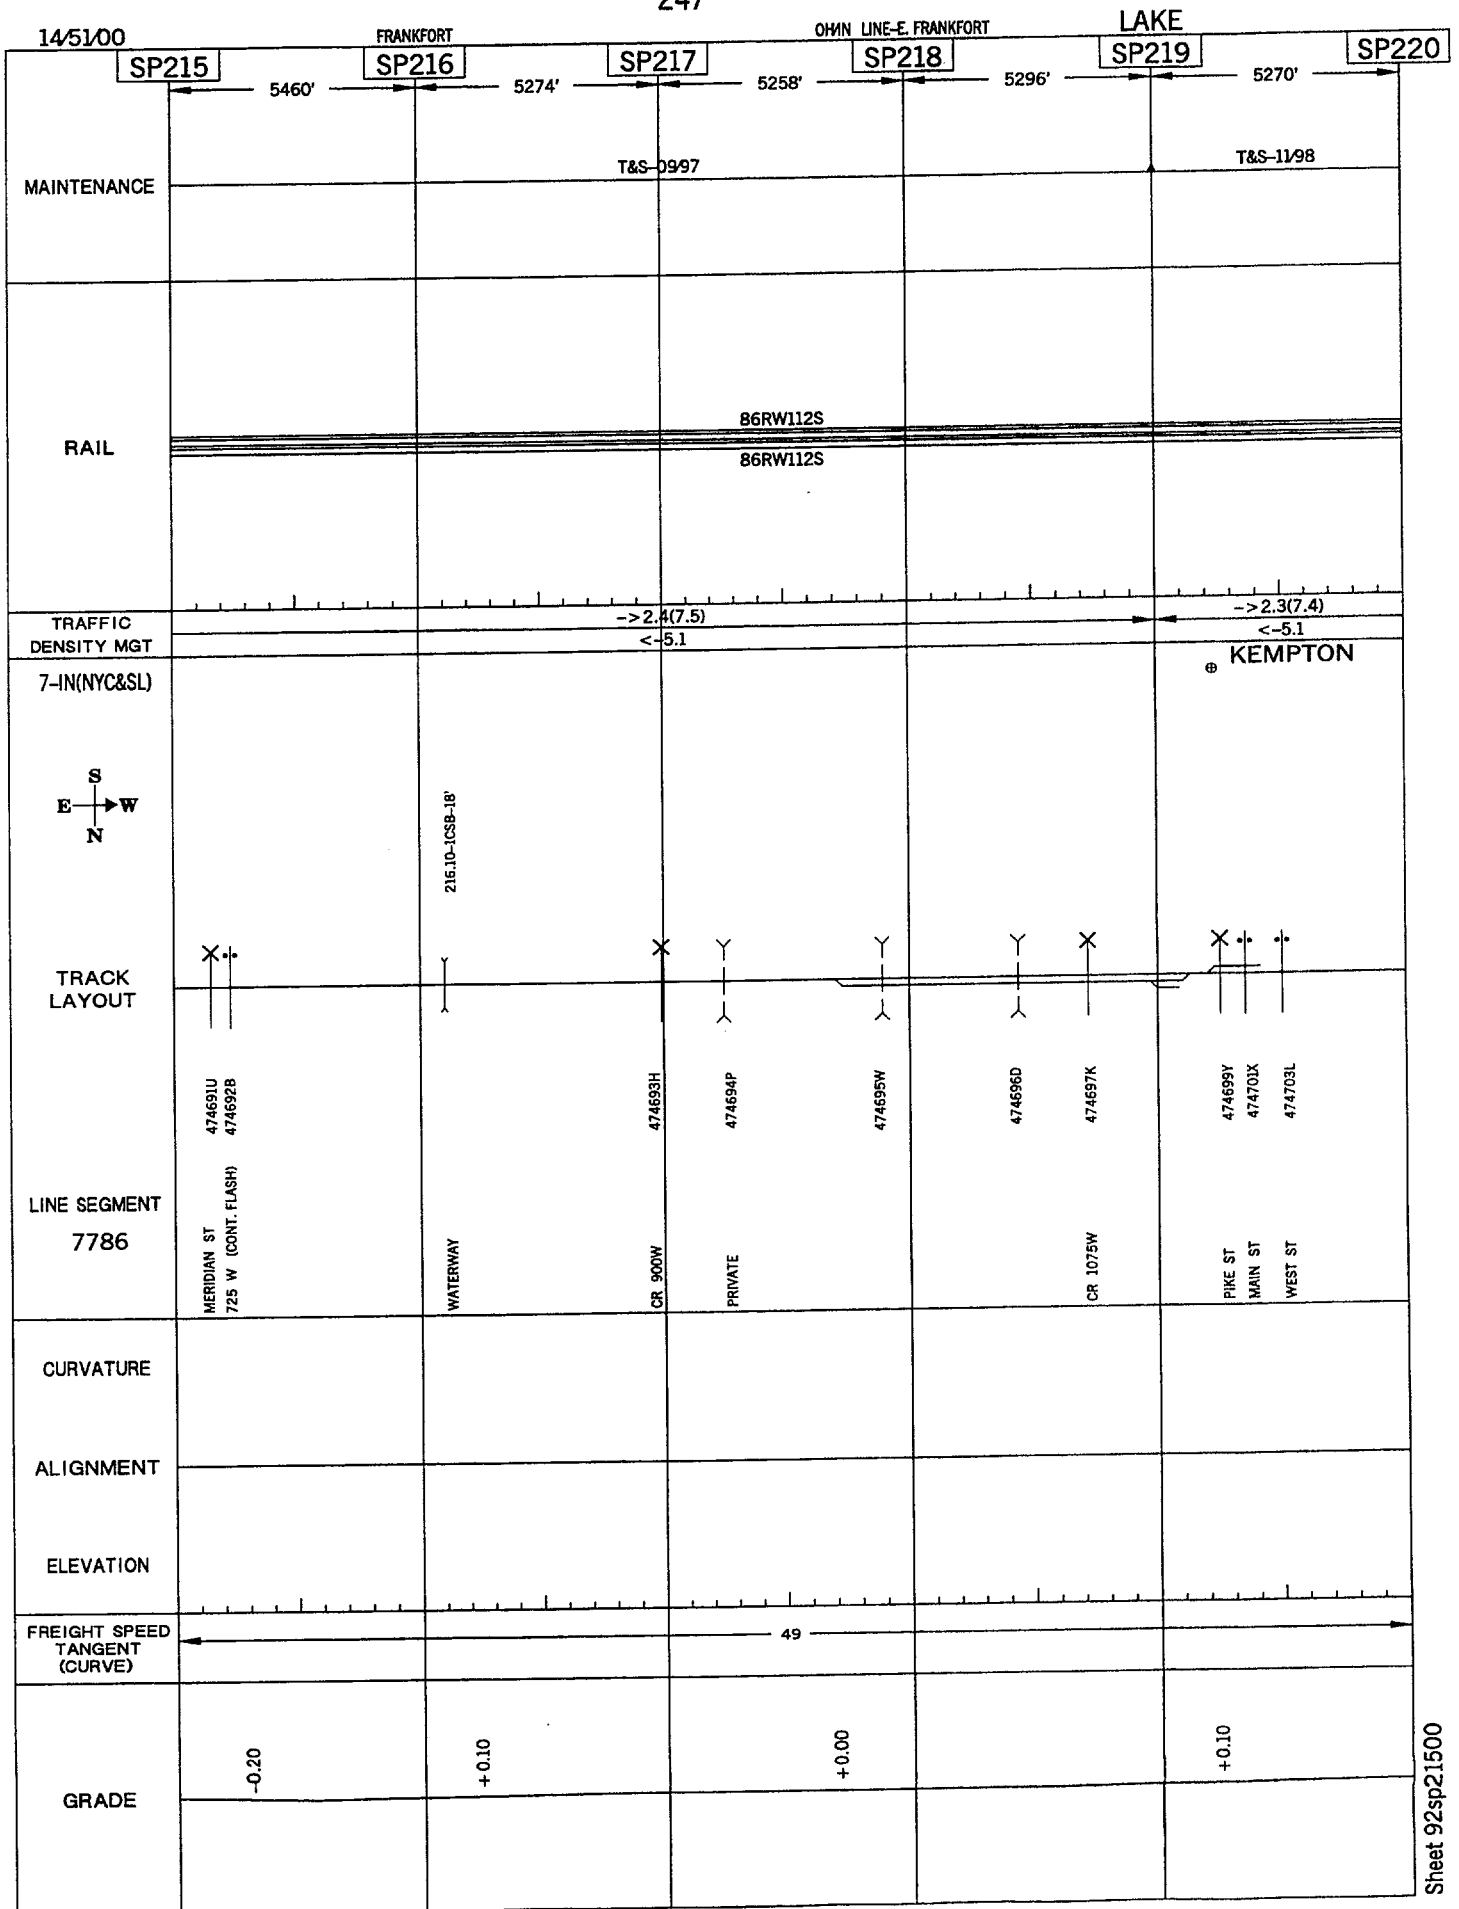 247
14/51/00 FRANKFORT OH/IN LINE-E. FRANKFORT LAKE
SP215 SP216 SP217 SP218 SP219 SP220
5460' 5274' 5258' 5296' 5270'
MAINTENANCE T&S-09/97 T&S-11/98
86RW112S
RAIL
86RW112S
TRAFFIC
DENSITY MGT
->2.4(7.5) ->2.3(7.4)
<-5.1 <-5.1
7-IN(NYC&SL) KEMPTON
S
E W
N
216.10-1CSB-18'
TRACK
LAYOUT
474691U
474692B
474693H
474694P
474695W
474696D
474697K
474699Y
474701X
474703L
LINE SEGMENT
7786
MERIDIAN ST
725 W (CONT. FLASH)
WATERWAY
CR 900W
PRIVATE
CR 1075W
PIKE ST
MAIN ST
WEST ST
CURVATURE
ALIGNMENT
ELEVATION
FREIGHT SPEED
TANGENT
(CURVE)
49
GRADE
-0.20
+0.10
+0.00
+0.10
Sheet 92sp21500